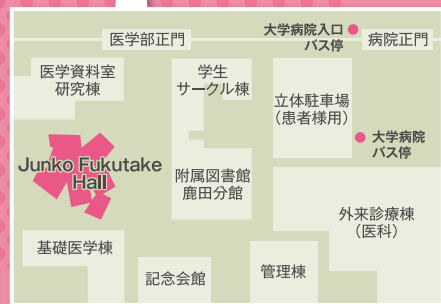 大学病院入口
バス停
医学部正門
病院正門
医学資料室
研究棟
学生
サークル棟
立体駐車場
(患者様用)
大学病院
バス停
Junko Fukutake
Hall
附属図書館
鹿田分館
外来診療棟
(医科)
基礎医学棟
記念会館
管理棟